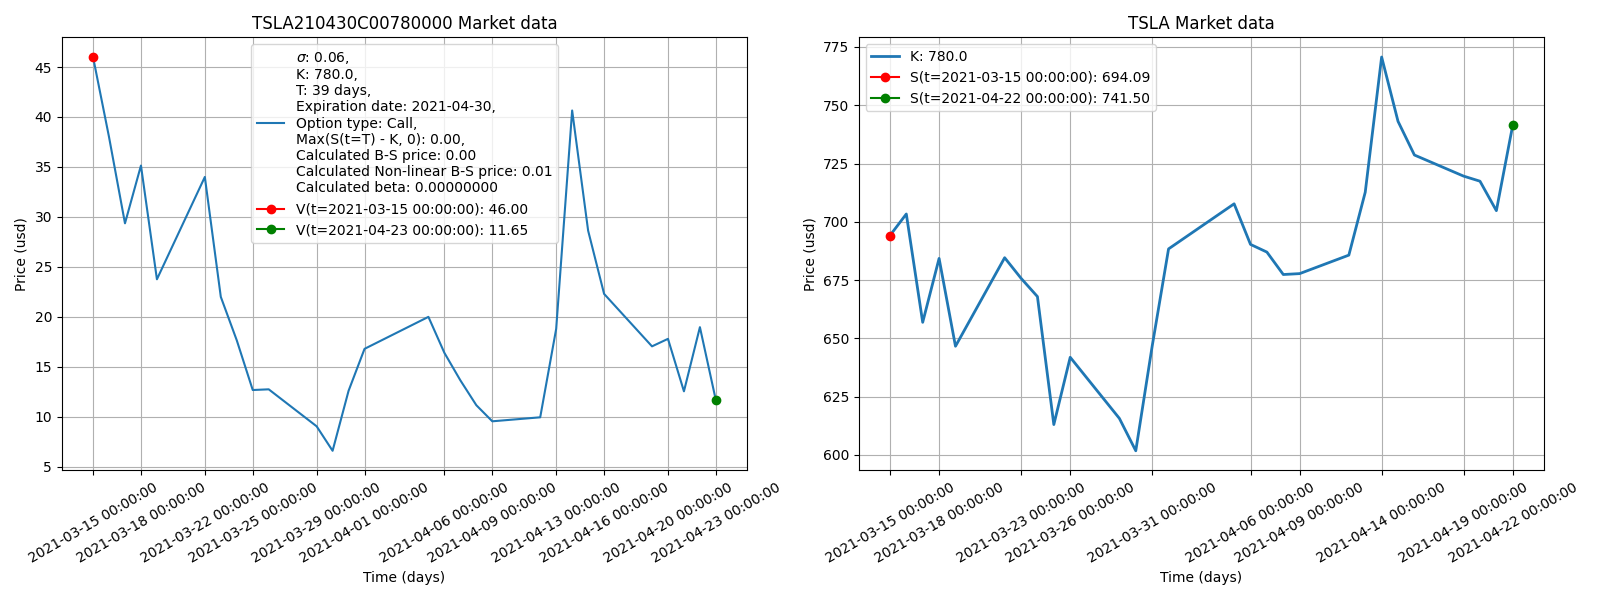 TSLA210430C00780000 Market data
Price (usd)
45
40
35
30
25
20
15
10
5
σ: 0.06,
K: 780.0,
T: 39 days,
Expiration date: 2021-04-30,
Option type: Call,
Max(S(t=T) - K, 0): 0.00,
Calculated B-S price: 0.00
Calculated Non-linear B-S price: 0.01
Calculated beta: 0.00000000
V(t=2021-03-15 00:00:00): 46.00
V(t=2021-04-23 00:00:00): 11.65
2021-03-15 00:00:00
2021-03-18 00:00:00
2021-03-22 00:00:00
2021-03-25 00:00:00
2021-03-29 00:00:00
2021-04-01 00:00:00
2021-04-06 00:00:00
2021-04-09 00:00:00
2021-04-13 00:00:00
2021-04-16 00:00:00
2021-04-20 00:00:00
2021-04-23 00:00:00
Time (days)
TSLA Market data
Price (usd)
775
750
725
700
675
650
625
600
K: 780.0
S(t=2021-03-15 00:00:00): 694.09
S(t=2021-04-22 00:00:00): 741.50
2021-03-15 00:00:00
2021-03-18 00:00:00
2021-03-23 00:00:00
2021-03-26 00:00:00
2021-03-31 00:00:00
2021-04-06 00:00:00
2021-04-09 00:00:00
2021-04-14 00:00:00
2021-04-19 00:00:00
2021-04-22 00:00:00
Time (days)